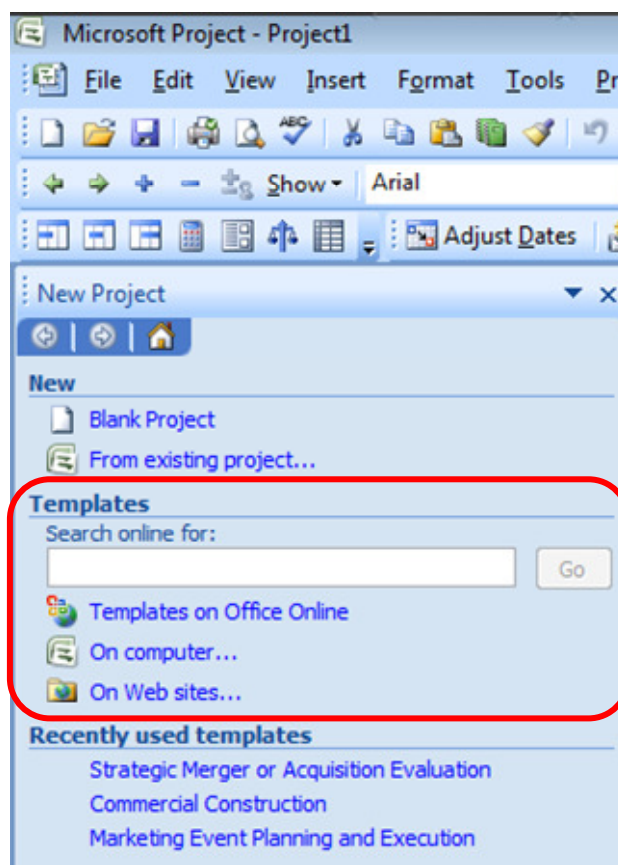 Microsoft Project - Project1
File Edit View Insert Format Tools Pr
ABC
Show Arial
Adjust Dates
New Project
New
Blank Project
From existing project...
Templates
Search online for:
Go
Templates on Office Online
On computer...
On Web sites...
Recently used templates
Strategic Merger or Acquisition Evaluation
Commercial Construction
Marketing Event Planning and Execution